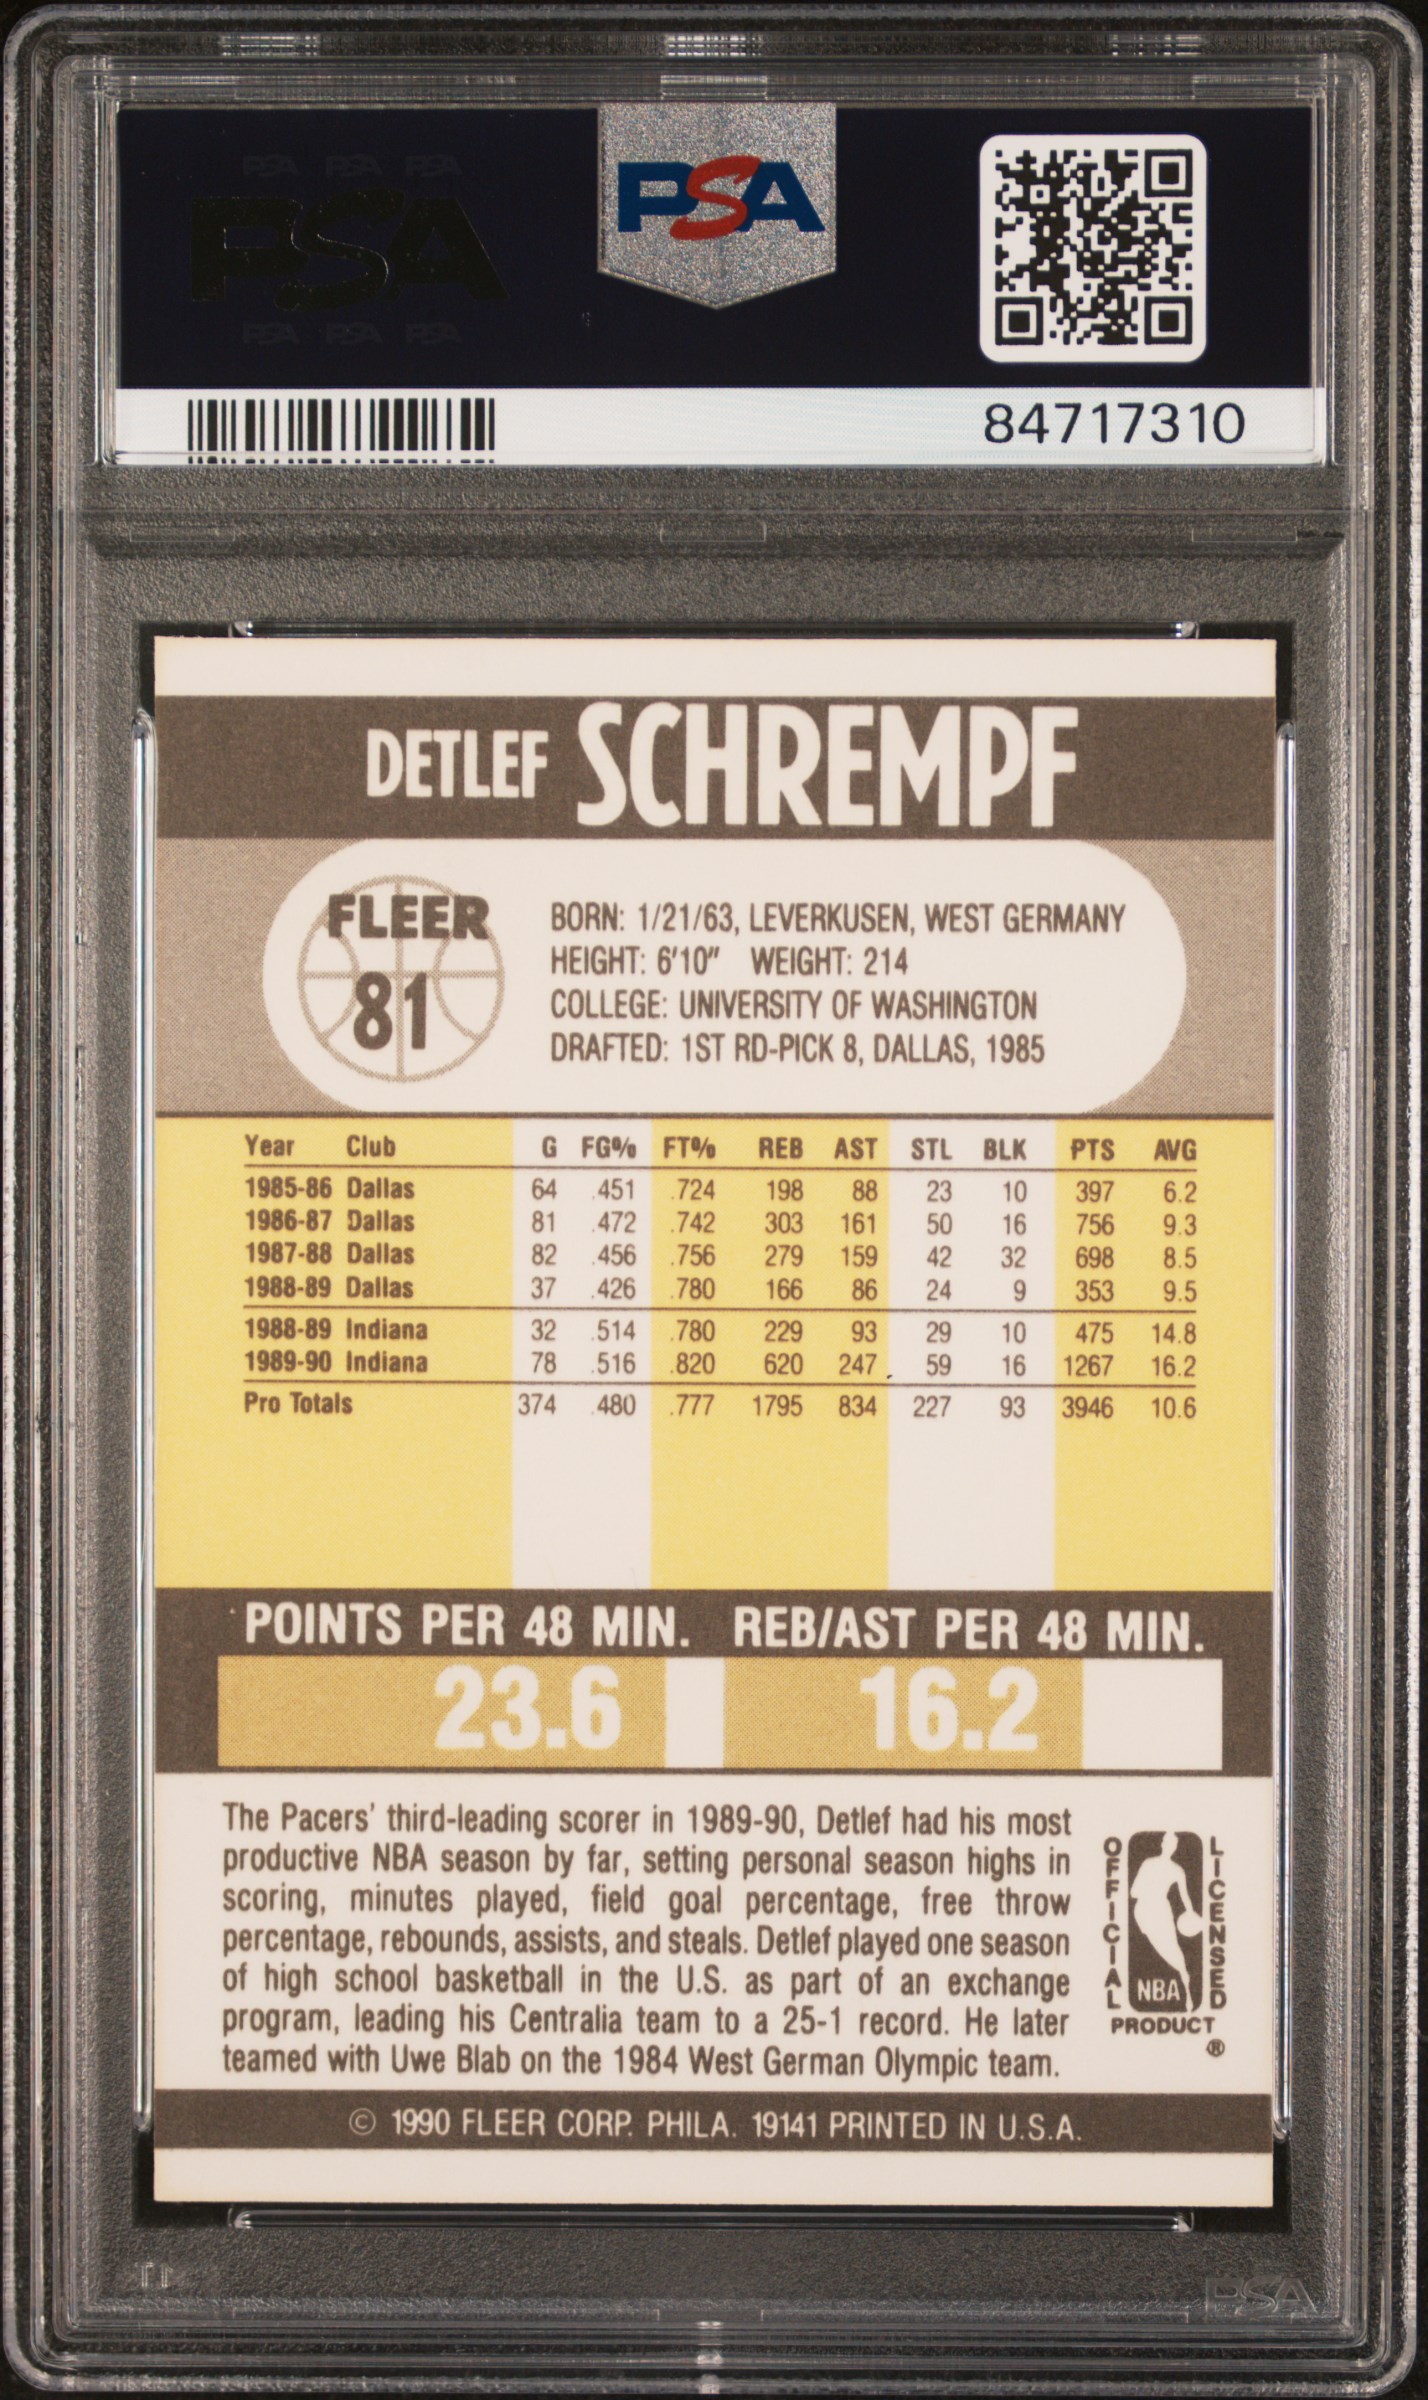 PSA PSA PSA
PSA
PSA PSA PSA
PSA
84717310
DETLEF SCHREMPF
FLEER
81
BORN: 1/21/63, LEVERKUSEN, WEST GERMANY
HEIGHT: 6'10" WEIGHT: 214
COLLEGE: UNIVERSITY OF WASHINGTON
DRAFTED: 1ST RD-PICK 8, DALLAS, 1985
Year Club G FG% FT% REB AST STL BLK PTS AVG
1985-86 Dallas 64 .451 .724 198 88 23 10 397 6.2
1986-87 Dallas 81 .472 .742 303 161 50 16 756 9.3
1987-88 Dallas 82 .456 .756 279 159 42 32 698 8.5
1988-89 Dallas 37 .426 .780 166 86 24 9 353 9.5
1988-89 Indiana 32 .514 .780 229 93 29 10 475 14.8
1989-90 Indiana 78 .516 .820 620 247 59 16 1267 16.2
Pro Totals 374 .480 .777 1795 834 227 93 3946 10.6
POINTS PER 48 MIN. REB/AST PER 48 MIN.
23.6 16.2
The Pacers' third-leading scorer in 1989-90, Detlef had his most
productive NBA season by far, setting personal season highs in
scoring, minutes played, field goal percentage, free throw
percentage, rebounds, assists, and steals. Detlef played one season
of high school basketball in the U.S. as part of an exchange
program, leading his Centralia team to a 25-1 record. He later
teamed with Uwe Blab on the 1984 West German Olympic team.
OFFICIAL
NBA
LICENSED
PRODUCT
®
© 1990 FLEER CORP. PHILA. 19141 PRINTED IN U.S.A.
PSA